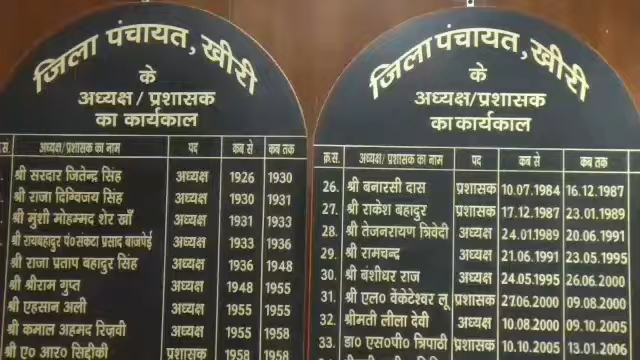 जिला पंचायत, खीरी
के
अध्यक्ष / प्रशासक
का कार्यकाल
.स. अध्यक्ष/प्रशासक का नाम पद कब से कब तक
श्री सरदार जितेन्द्र सिंह अध्यक्ष 1926 1930
श्री राजा दिग्विजय सिंह अध्यक्ष 1930 1931
श्री मुंशी मोहम्मद शेर खाँ अध्यक्ष 1931 1933
श्री रायबहादुर पं०संकटा प्रसाद बाजपेई अध्यक्ष 1933 1936
श्री राजा प्रताप बहादुर सिंह अध्यक्ष 1936 1948
श्री श्रीराम गुप्त अध्यक्ष 1948 1955
श्री एहसान अली अध्यक्ष 1955 1955
श्री कमाल अहमद रिज़वी अध्यक्ष 1955 1958
श्री ए० आर० सिद्दीकी प्रशासक 1958 1958
जिला पंचायत, खीरी
के
अध्यक्ष/प्रशासक
का कार्यकाल
क्र.स. अध्यक्ष/प्रशासक का नाम पद कब से कब तक
26. श्री बनारसी दास प्रशासक 10.07.1984 16.12.1987
27. श्री राकेश बहादुर प्रशासक 17.12.1987 23.01.1989
28. श्री तेजनरायण त्रिवेदी अध्यक्ष 24.01.1989 20.06.1991
29. श्री रामचन्द्र अध्यक्ष 21.06.1991 23.05.1995
30. श्री बंशीधर राज अध्यक्ष 24.05.1995 26.06.2000
31. श्री एल० वेंकेटेश्वर लू प्रशासक 27.06.2000 09.08.2000
32. श्रीमती लीला देवी अध्यक्ष 10.08.2000 09.10.2005
33. डा० एस०पी० त्रिपाठी प्रशासक 10.10.2005 13.01.2006